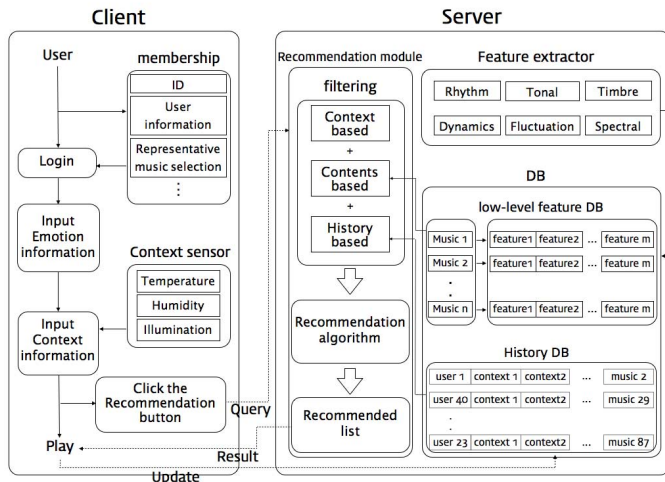 Client
Server
User
membership
ID
User
information
Representative
music selection
⋮
Login
Input
Emotion
information
Context sensor
Temperature
Humidity
Illumination
Input
Context
information
Click the
Recommendation
button
Play
Query
Result
Update
Recommendation module
filtering
Context
based
+
Contents
based
+
History
based
Recommendation
algorithm
Recommended
list
Feature extractor
Rhythm Tonal Timbre
Dynamics Fluctuation Spectral
DB
low-level feature DB
Music 1 feature1 feature2 ... feature m
Music 2 feature1 feature2 ... feature m
Music n feature1 feature2 ... feature m
History DB
user 1 context 1 context2 ... music 2
user 40 context 1 context2 ... music 29
user 23 context 1 context2 ... music 87